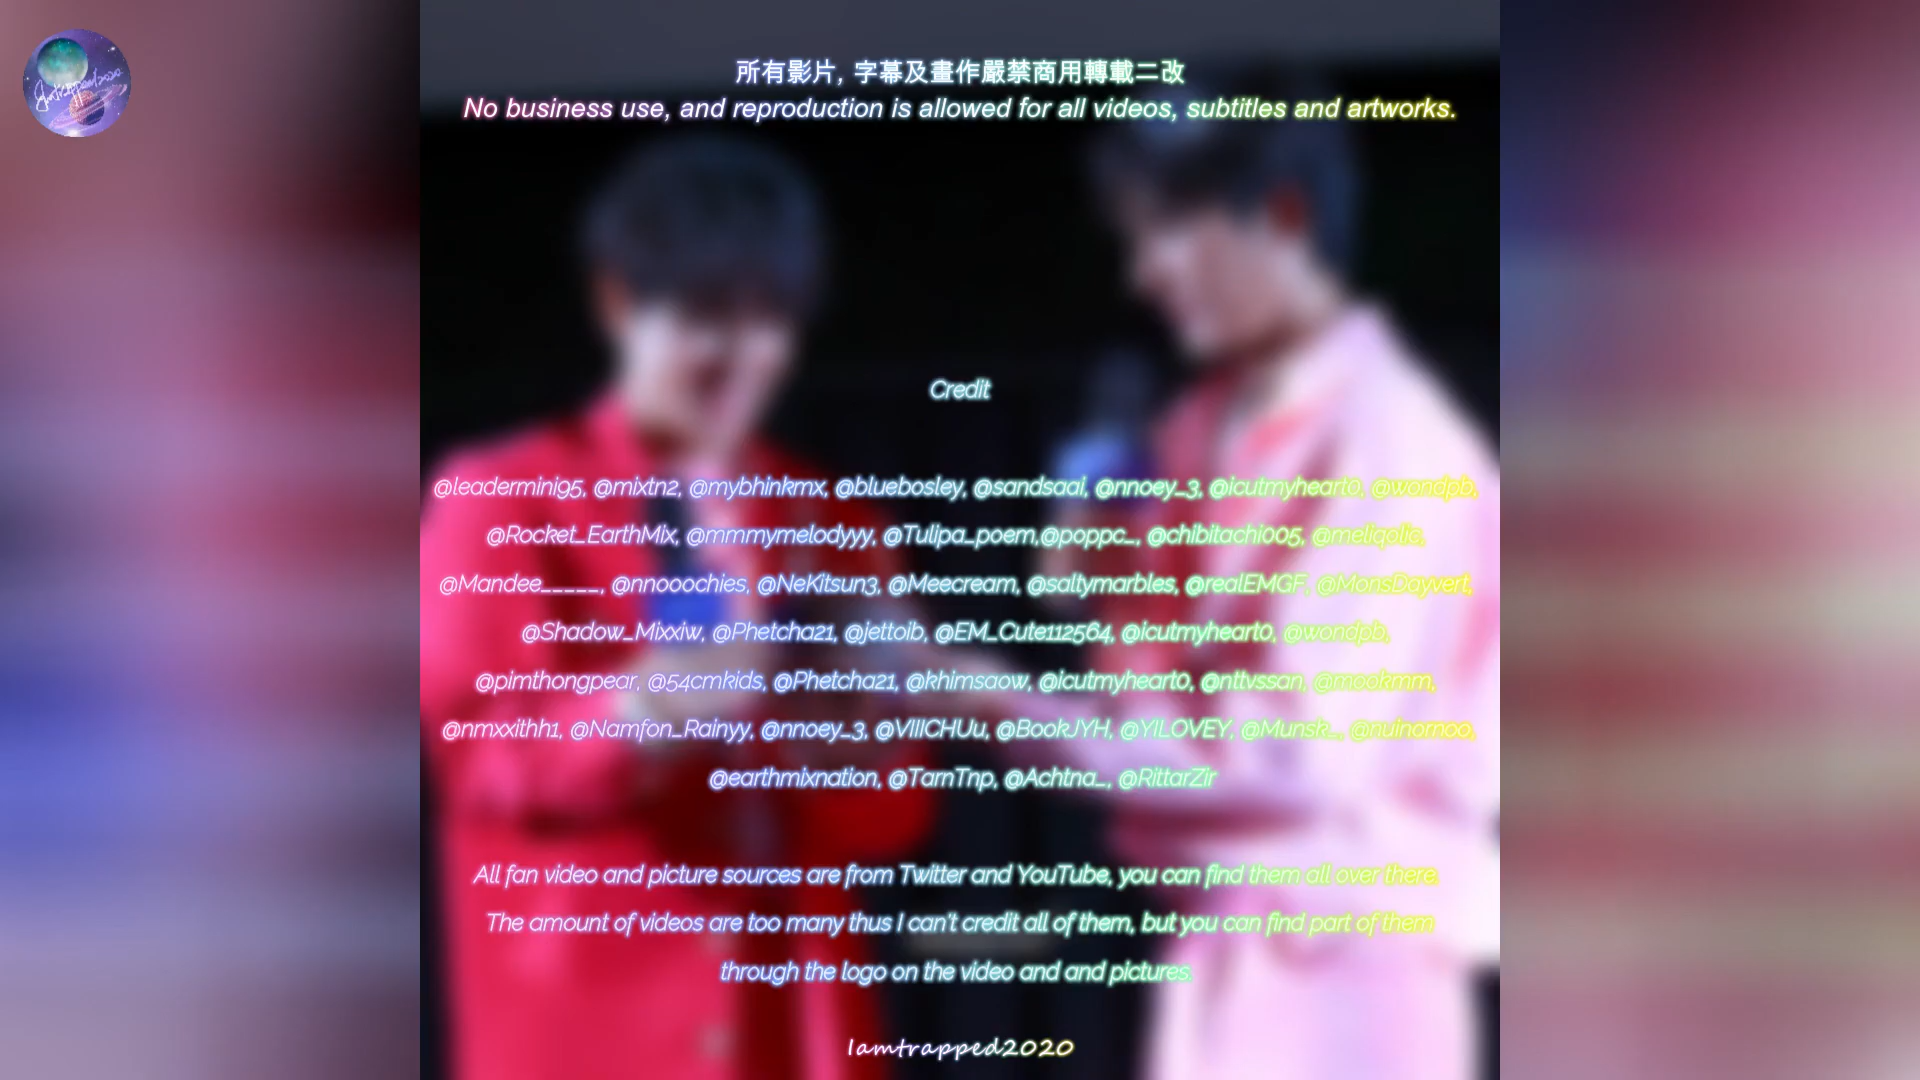 Iamtrapped2020
所有影片, 字幕及畫作嚴禁商用轉載二改
No business use, and reproduction is allowed for all videos, subtitles and artworks.
Credit
@leadermini95, @mixtn2, @mybhinkmx, @bluebosley, @sandsaai, @nnoey_3, @icutmyheart0, @wondpb,
@Rocket_EarthMix, @mmmymelodyyy, @Tulipa_poem,@poppc_, @chibitachi005, @meliqolic,
@Mandee_____, @nnooochies, @NeKitsun3, @Meecream, @saltymarbles, @realEMGF, @MonsDayvert,
@Shadow_Mixxiw, @Phetcha21, @jettoib, @EM_Cute112564, @icutmyheart0, @wondpb,
@pimthongpear, @54cmkids, @Phetcha21, @khimsaow, @icutmyheart0, @nttvssan, @mookmm,
@nmxxithh1, @Namfon_Rainyy, @nnoey_3, @VIIICHUu, @BookJYH, @YILOVEY, @Munsk_, @nuinornoo,
@earthmixnation, @TarnTnp, @Achtna_, @RittarZir
All fan video and picture sources are from Twitter and YouTube, you can find them all over there.
The amount of videos are too many thus I can't credit all of them, but you can find part of them
through the logo on the video and and pictures.
Iamtrapped2020